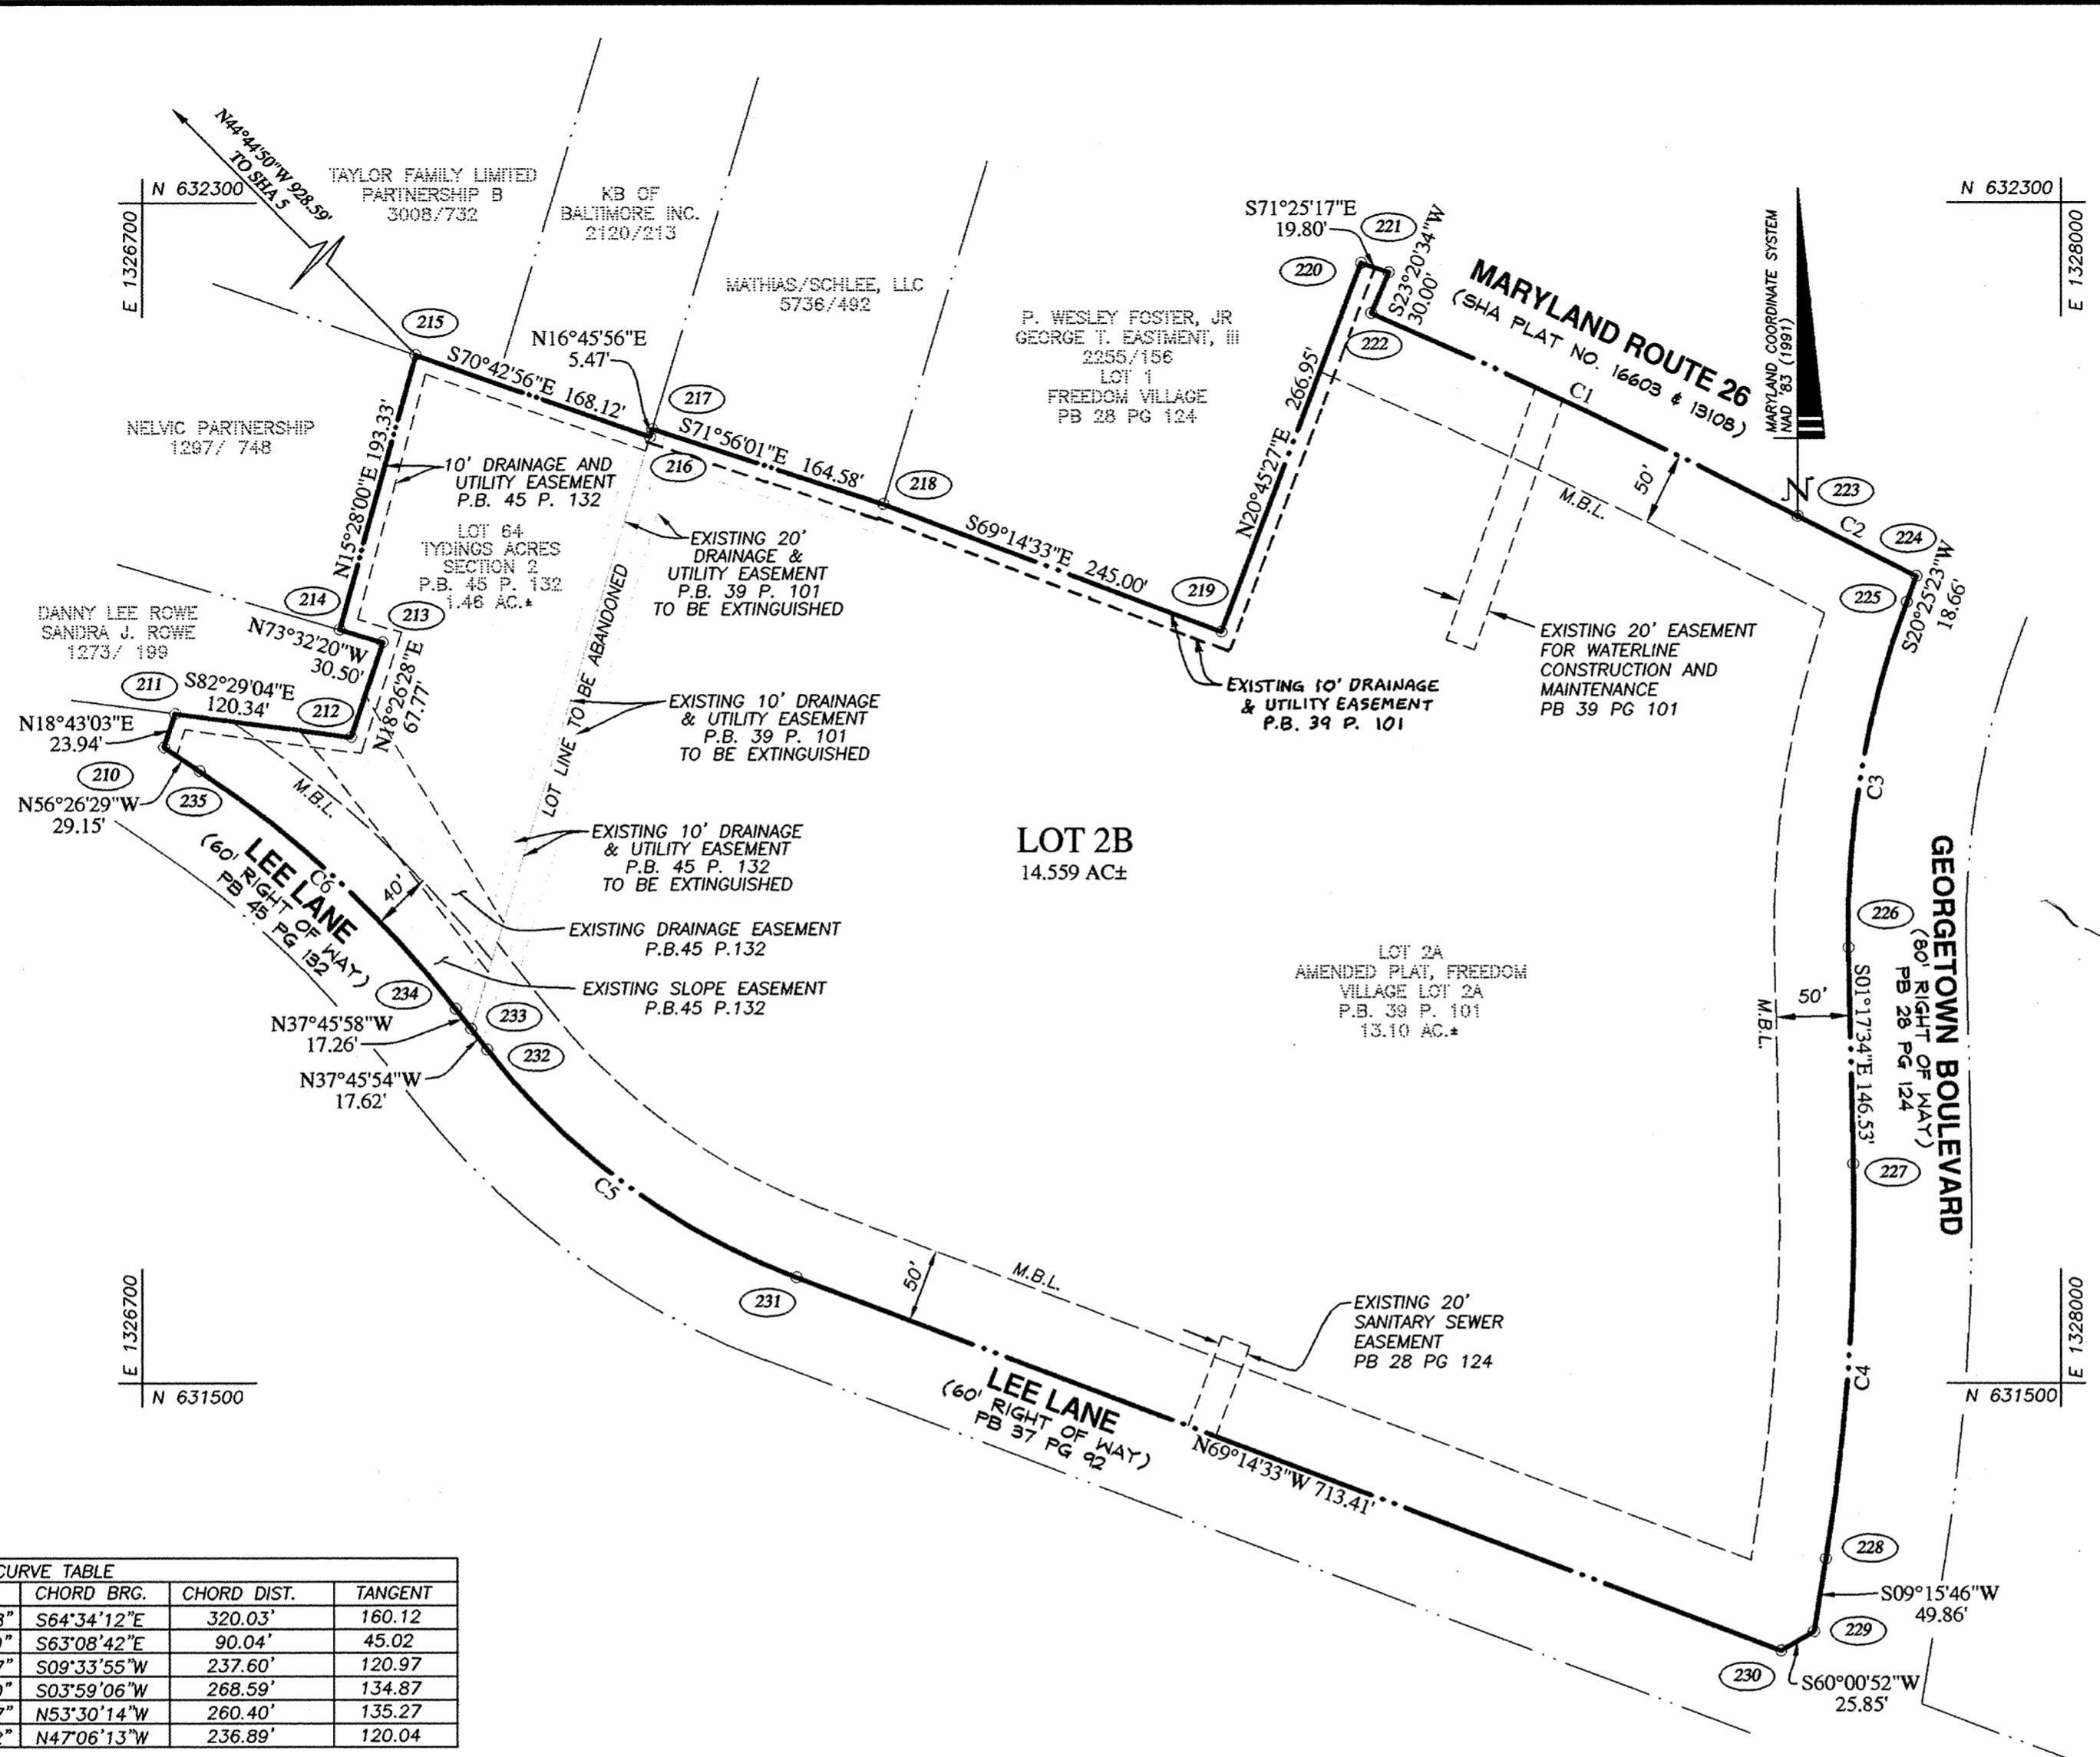 N 632300
E 1326700
N44°44'50"W 928.59'
TO SHA 5
TAYLOR FAMILY LIMITED
PARTNERSHIP B
3008/732
KB OF
BALTIMORE INC.
2120/213
MATHIAS/SCHLEE, LLC
5736/492
P. WESLEY FOSTER, JR
GEORGE T. EASTMENT, III
2255/156
LOT 1
FREEDOM VILLAGE
PB 28 PG 124
S71°25'17"E
19.80'
221
220
S23°20'34"W
30.00'
222
MARYLAND ROUTE 26
(SHA PLAT NO. 16603 & 13108)
C1
MARYLAND COORDINATE SYSTEM
NAD '83 (1991)
N
N 632300
E 1328000
215
S70°42'56"E 168.12'
N16°45'56"E
5.47'
217
216
S71°56'01"E 164.58'
218
S69°14'33"E 245.00'
219
N20°45'27"E 266.95'
50'
M.B.L.
223
C2
224
225
S20°25'23"W
18.66'
NELVIC PARTNERSHIP
1297/ 748
N15°28'00"E 193.33'
10' DRAINAGE AND
UTILITY EASEMENT
P.B. 45 P. 132
LOT 64
TYDINGS ACRES
SECTION 2
P.B. 45 P. 132
1.46 AC.±
EXISTING 20'
DRAINAGE &
UTILITY EASEMENT
P.B. 39 P. 101
TO BE EXTINGUISHED
214
213
N73°32'20"W
30.50'
DANNY LEE ROWE
SANDRA J. ROWE
1273/ 199
211
S82°29'04"E
120.34'
212
N18°26'28"E
67.77'
N18°43'03"E
23.94'
210
235
N56°26'29"W
29.15'
M.B.L.
LOT LINE TO BE ABANDONED
EXISTING 10' DRAINAGE
& UTILITY EASEMENT
P.B. 39 P. 101
TO BE EXTINGUISHED
EXISTING 10' DRAINAGE
& UTILITY EASEMENT
P.B. 39 P. 101
EXISTING 20' EASEMENT
FOR WATERLINE
CONSTRUCTION AND
MAINTENANCE
PB 39 PG 101
C3
EXISTING 10' DRAINAGE
& UTILITY EASEMENT
P.B. 45 P. 132
TO BE EXTINGUISHED
LOT 2B
14.559 AC±
C6
LEE LANE
(60' RIGHT OF WAY)
PB 45 PG 132
40'
EXISTING DRAINAGE EASEMENT
P.B.45 P.132
EXISTING SLOPE EASEMENT
P.B.45 P.132
LOT 2A
AMENDED PLAT, FREEDOM
VILLAGE LOT 2A
P.B. 39 P. 101
13.10 AC.±
226
GEORGETOWN BOULEVARD
(80' RIGHT OF WAY)
PB 28 PG 124
S01°17'34"E 146.53'
50'
M.B.L.
227
234
N37°45'58"W
17.26'
233
232
N37°45'54"W
17.62'
C5
231
50'
M.B.L.
EXISTING 20'
SANITARY SEWER
EASEMENT
PB 28 PG 124
E 1326700
N 631500
LEE LANE
(60' RIGHT OF WAY)
PB 37 PG 92
N69°14'33"W 713.41'
C4
E 1328000
N 631500
228
S09°15'46"W
49.86'
229
230
S60°00'52"W
25.85'
CURVE TABLE
CHORD BRG. CHORD DIST. TANGENT
S64°34'12"E 320.03' 160.12
S63°08'42"E 90.04' 45.02
S09°33'55"W 237.60' 120.97
S03°59'06"W 268.59' 134.87
N53°30'14"W 260.40' 135.27
N47°06'13"W 236.89' 120.04